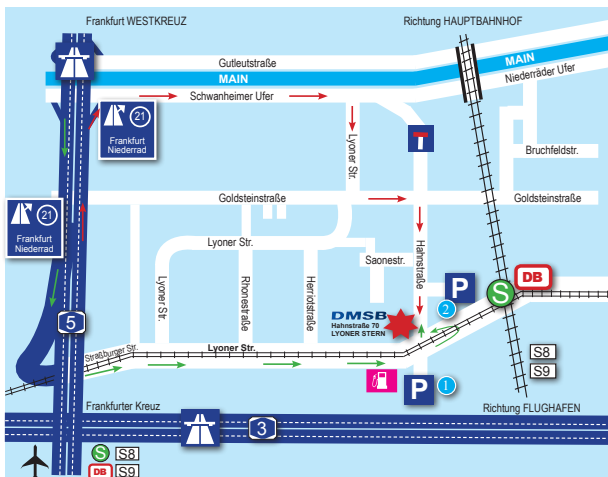 Frankfurt WESTKREUZ
Richtung HAUPTBAHNHOF
Gutleutstraße
MAIN
MAIN
Niederräder Ufer
Schwanheimer Ufer
21
Frankfurt
Niederrad
Lyoner Str.
Bruchfeldstr.
Goldsteinstraße
Goldsteinstraße
21
Frankfurt
Niederrad
Lyoner Str.
Saonestr.
Hahnstraße
Lyoner Str.
Rhonestraße
Herriotstraße
P
S
DB
2
DMSB
Hahnstraße 70
LYONER STERN
5
Straßburger Str.
Lyoner Str.
S8
S9
P
1
Frankfurter Kreuz
Richtung FLUGHAFEN
3
S
S8
DB
S9